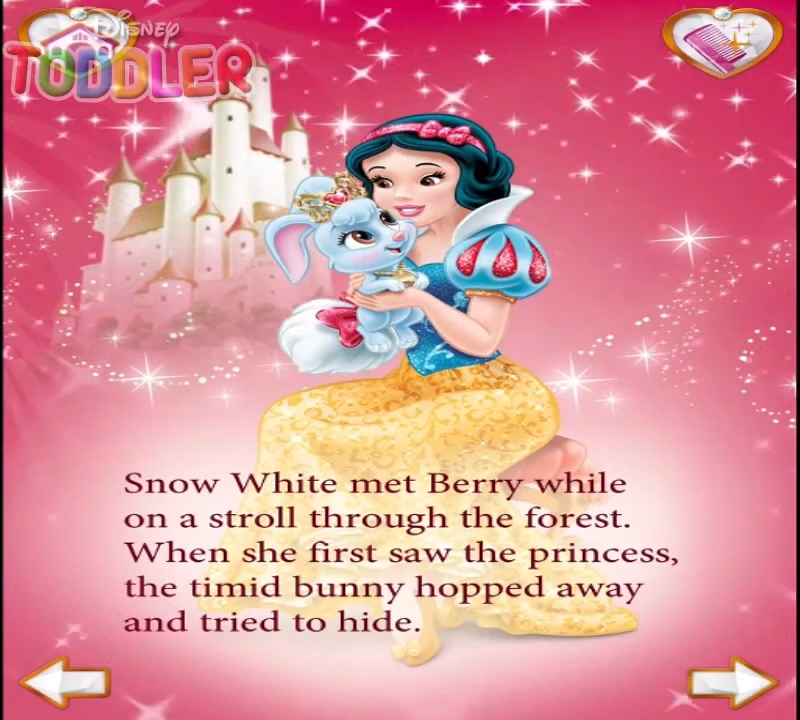 Disney
TODDLER
Snow White met Berry while
on a stroll through the forest.
When she first saw the princess,
the timid bunny hopped away
and tried to hide.